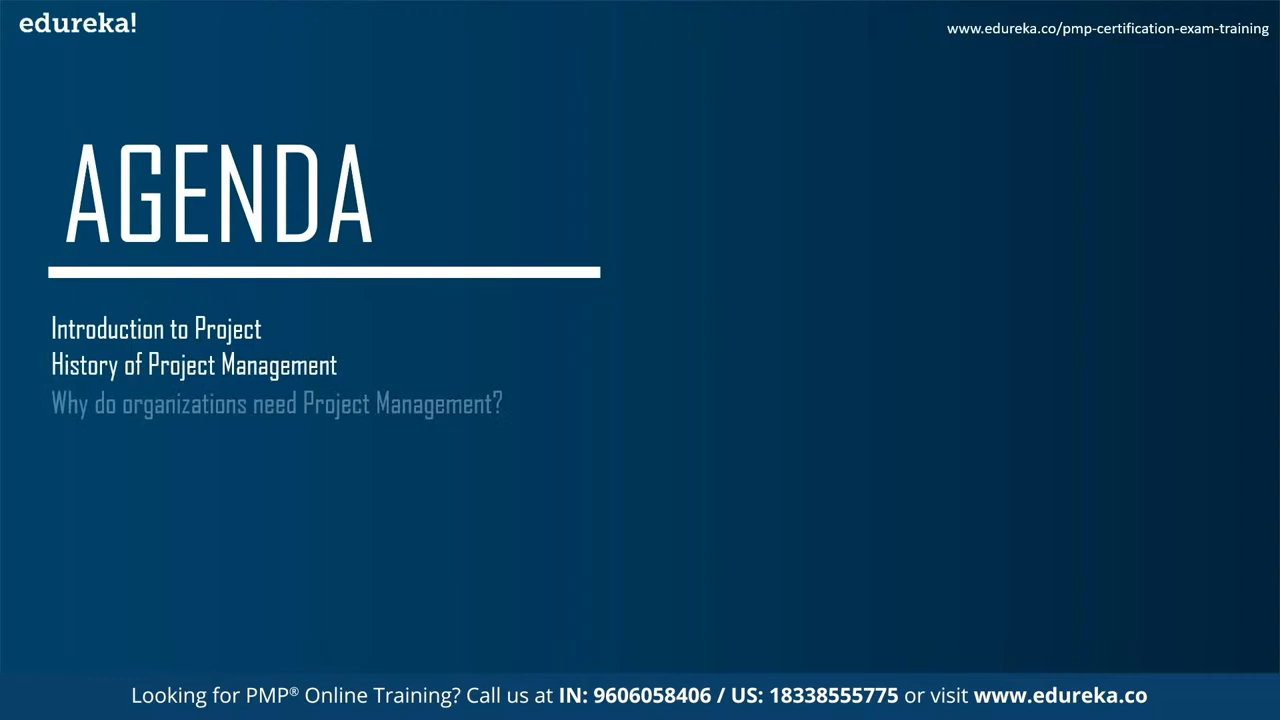 edureka!
www.edureka.co/pmp-certification-exam-training
AGENDA
Introduction to Project
History of Project Management
Why do organizations need Project Management?
Looking for PMP® Online Training? Call us at IN: 9606058406 / US: 18338555775 or visit www.edureka.co